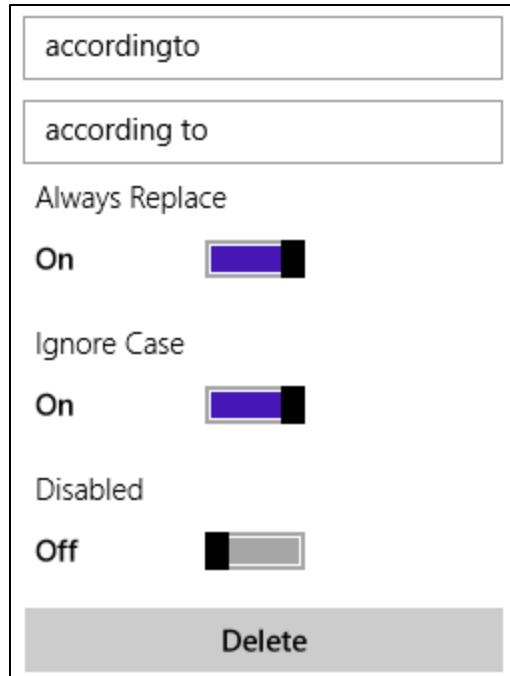 accordingto
according to
Always Replace
On
Ignore Case
On
Disabled
Off
Delete